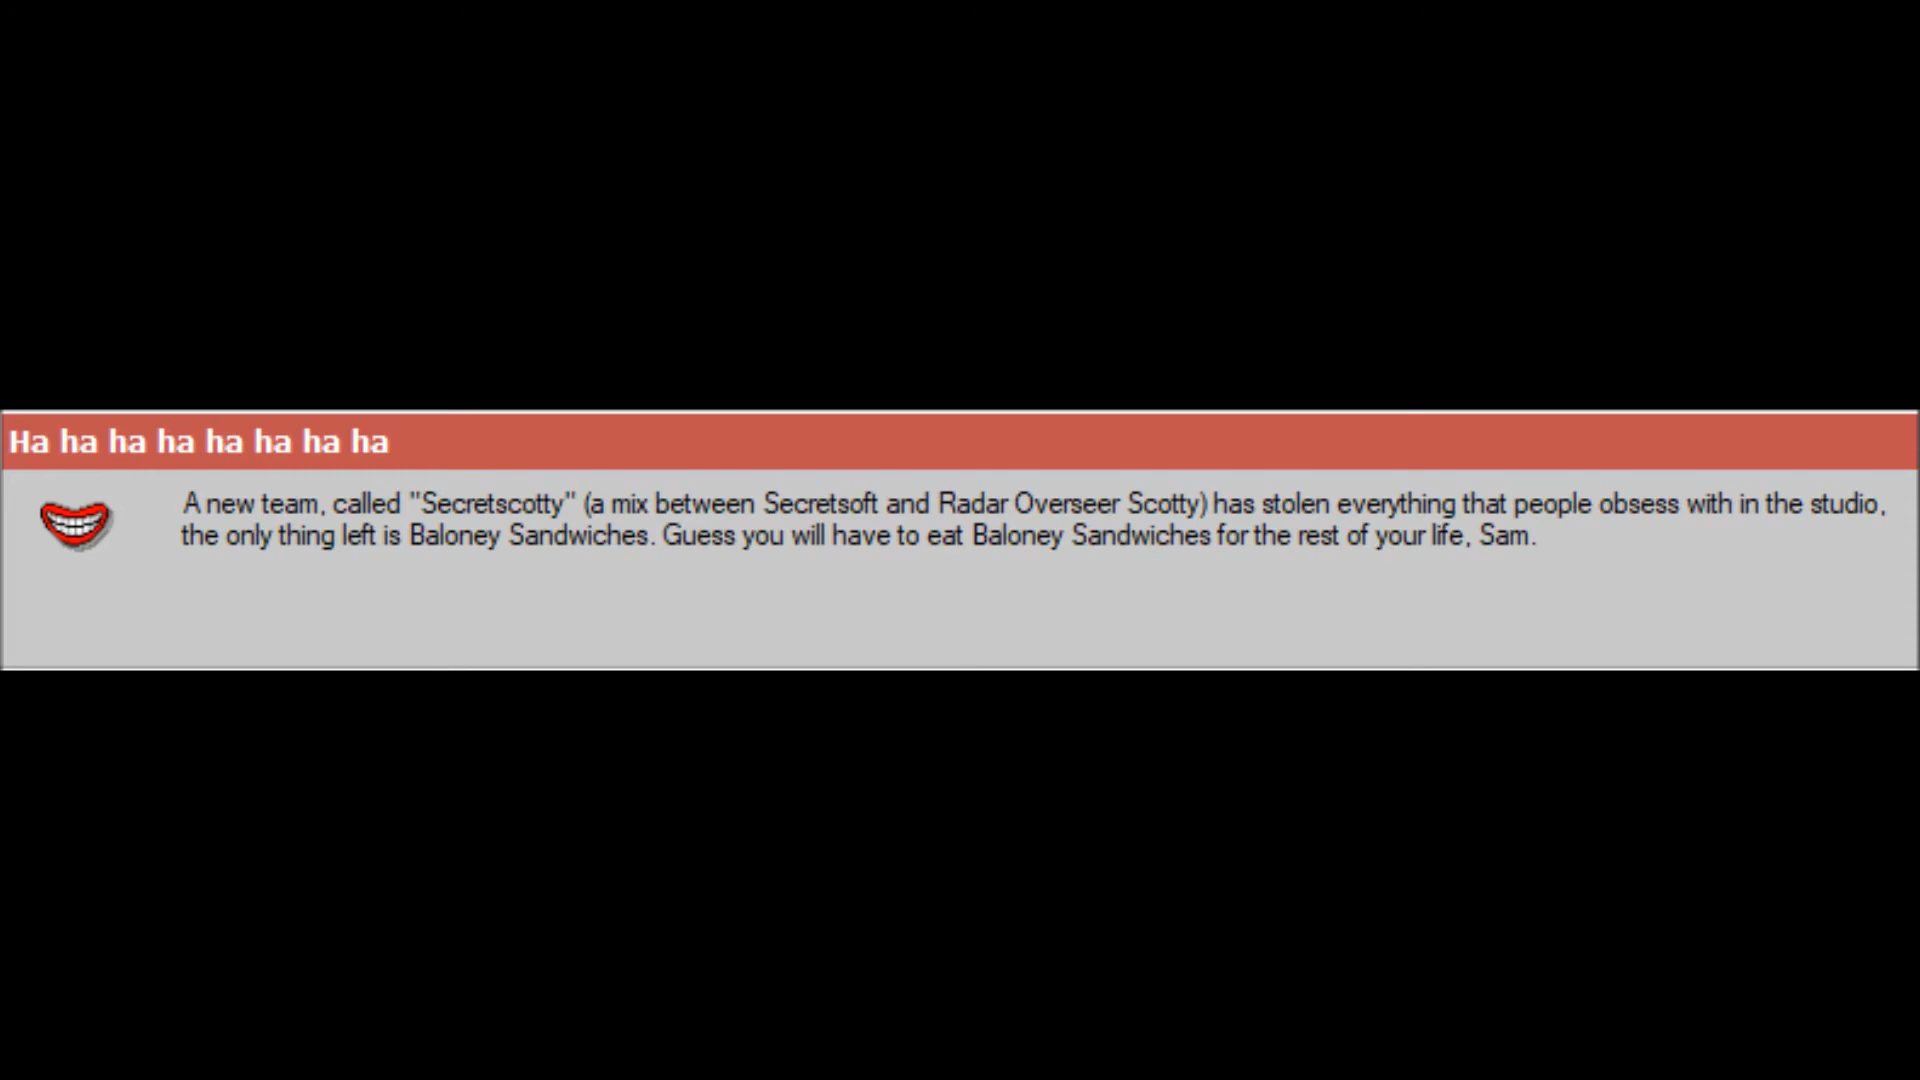 Ha ha ha ha ha ha ha ha
A new team, called "Secretscotty" (a mix between Secretsoft and Radar Overseer Scotty) has stolen everything that people obsess with in the studio,
the only thing left is Baloney Sandwiches. Guess you will have to eat Baloney Sandwiches for the rest of your life, Sam.